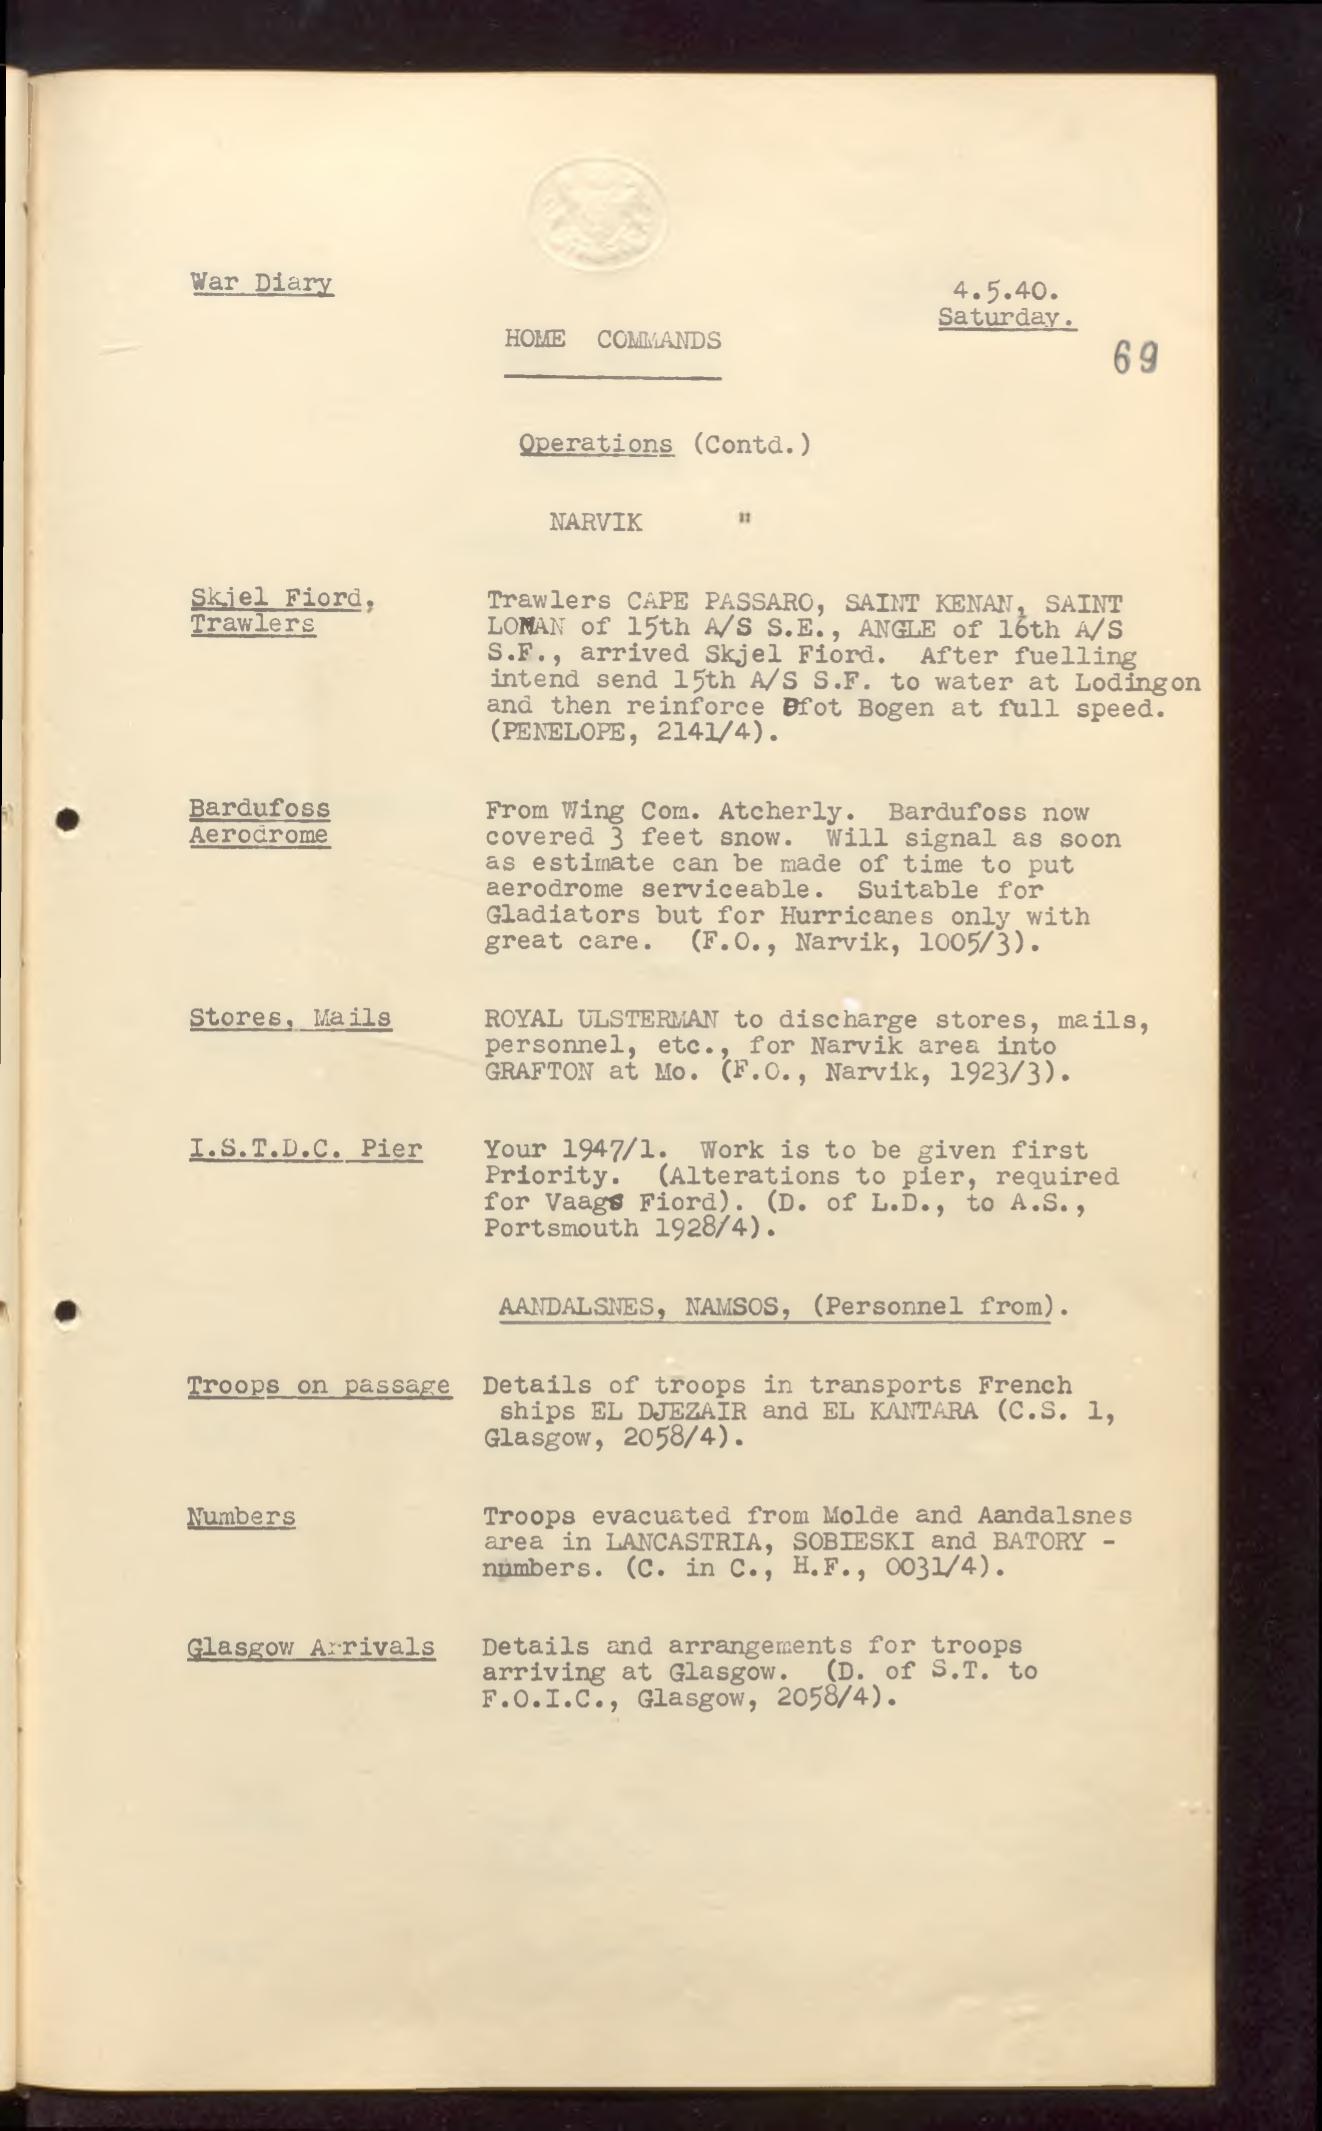 War Diary
4.5.40.
Saturday.
HOME COMMANDS
69
Operations (Contd.)
NARVIK "
Skjel Fiord,
Trawlers
Trawlers CAPE PASSARO, SAINT KENAN, SAINT
LOMAN of 15th A/S S.E., ANGLE of 16th A/S
S.F., arrived Skjel Fiord. After fuelling
intend send 15th A/S S.F. to water at Lodingon
and then reinforce Ofot Bogen at full speed.
(PENELOPE, 2141/4).
Bardufoss
Aerodrome
From Wing Com. Atcherly. Bardufoss now
covered 3 feet snow. Will signal as soon
as estimate can be made of time to put
aerodrome serviceable. Suitable for
Gladiators but for Hurricanes only with
great care. (F.O., Narvik, 1005/3).
Stores, Mails
ROYAL ULSTERMAN to discharge stores, mails,
personnel, etc., for Narvik area into
GRAFTON at Mo. (F.O., Narvik, 1923/3).
I.S.T.D.C. Pier
Your 1947/1. Work is to be given first
Priority. (Alterations to pier, required
for Vaags Fiord). (D. of L.D., to A.S.,
Portsmouth 1928/4).
AANDALSNES, NAMSOS, (Personnel from).
Troops on passage
Details of troops in transports French
ships EL DJEZAIR and EL KANTARA (C.S. 1,
Glasgow, 2058/4).
Numbers
Troops evacuated from Molde and Aandalsnes
area in LANCASTRIA, SOBIESKI and BATORY -
numbers. (C. in C., H.F., 0031/4).
Glasgow Arrivals
Details and arrangements for troops
arriving at Glasgow. (D. of S.T. to
F.O.I.C., Glasgow, 2058/4).